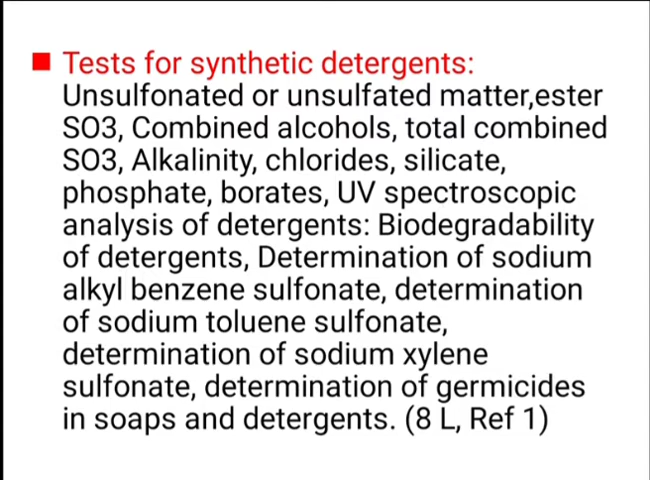 Tests for synthetic detergents:
Unsulfonated or unsulfated matter,ester
SO3, Combined alcohols, total combined
SO3, Alkalinity, chlorides, silicate,
phosphate, borates, UV spectroscopic
analysis of detergents: Biodegradability
of detergents, Determination of sodium
alkyl benzene sulfonate, determination
of sodium toluene sulfonate,
determination of sodium xylene
sulfonate, determination of germicides
in soaps and detergents. (8 L, Ref 1)